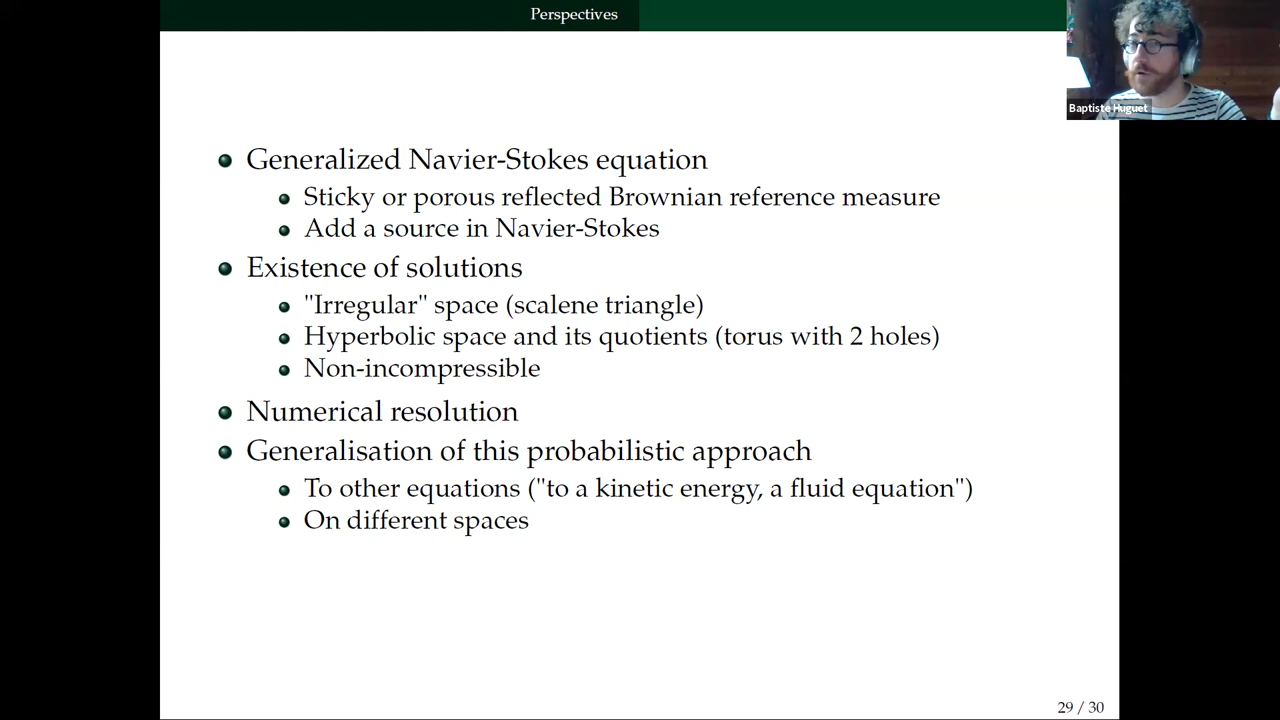 Perspectives
Baptiste Huguet
Generalized Navier-Stokes equation
Sticky or porous reflected Brownian reference measure
Add a source in Navier-Stokes
Existence of solutions
"Irregular" space (scalene triangle)
Hyperbolic space and its quotients (torus with 2 holes)
Non-incompressible
Numerical resolution
Generalisation of this probabilistic approach
To other equations ("to a kinetic energy, a fluid equation")
On different spaces
29 / 30